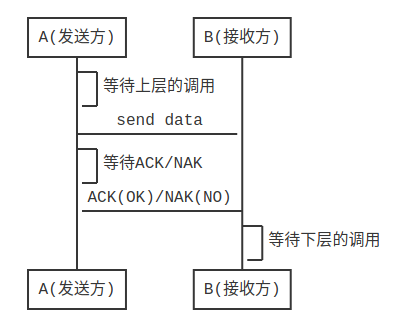 A(发送方) B(接收方)
等待上层的调用
send data
等待ACK/NAK
ACK(OK)/NAK(NO)
等待下层的调用
A(发送方) B(接收方)